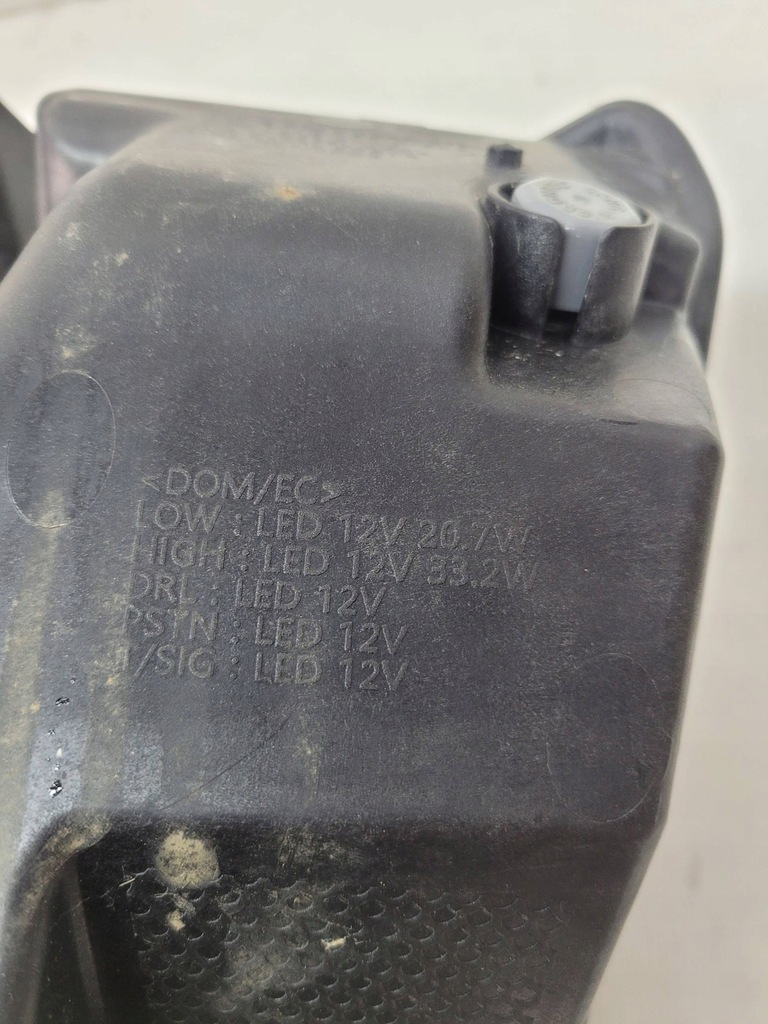 <DOM/EC>
LOW : LED 12V 20.7W
HIGH : LED 12V 33.2W
DRL : LED 12V
PSTN : LED 12V
T/SIG : LED 12V